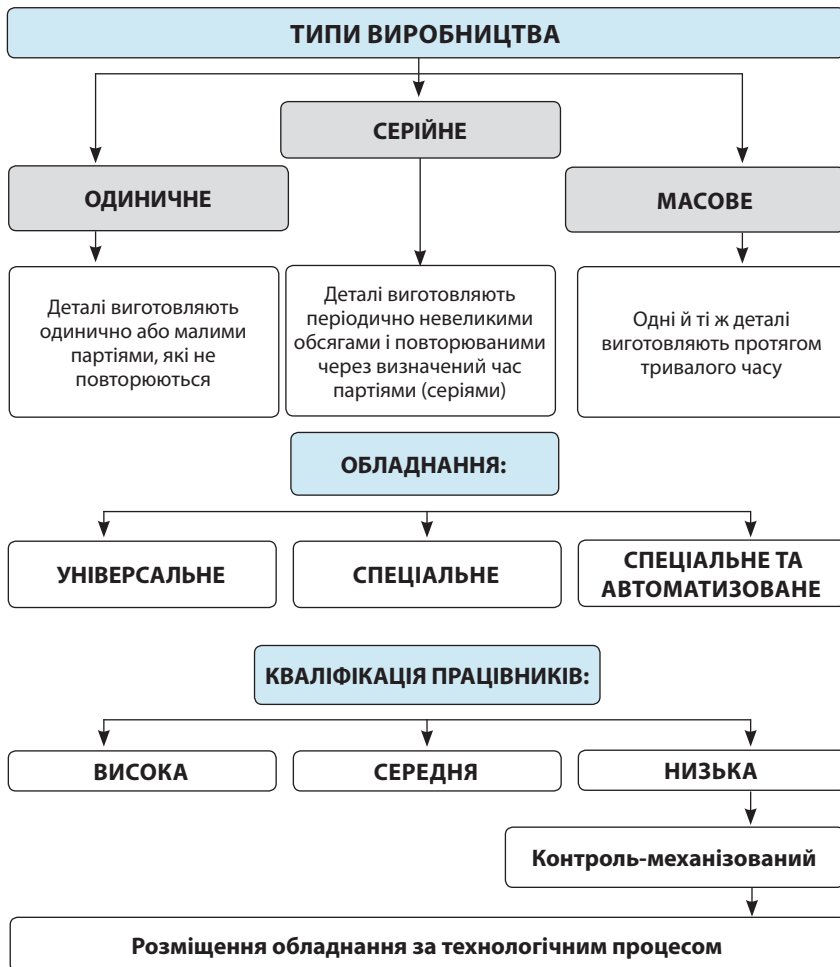 ТИПИ ВИРОБНИЦТВА
СЕРІЙНЕ
ОДИНИЧНЕ
МАСОВЕ
Деталі виготовляють
одинично або малими
партіями, які не
повторюються
Деталі виготовляють
періодично невеликими
обсягами і повторюваними
через визначений час
партіями (серіями)
Одні й ті ж деталі
виготовляють протягом
тривалого часу
ОБЛАДНАННЯ:
УНІВЕРСАЛЬНЕ
СПЕЦІАЛЬНЕ
СПЕЦІАЛЬНЕ ТА
АВТОМАТИЗОВАНЕ
КВАЛІФІКАЦІЯ ПРАЦІВНИКІВ:
ВИСОКА
СЕРЕДНЯ
НИЗЬКА
Контроль-механізований
Розміщення обладнання за технологічним процесом